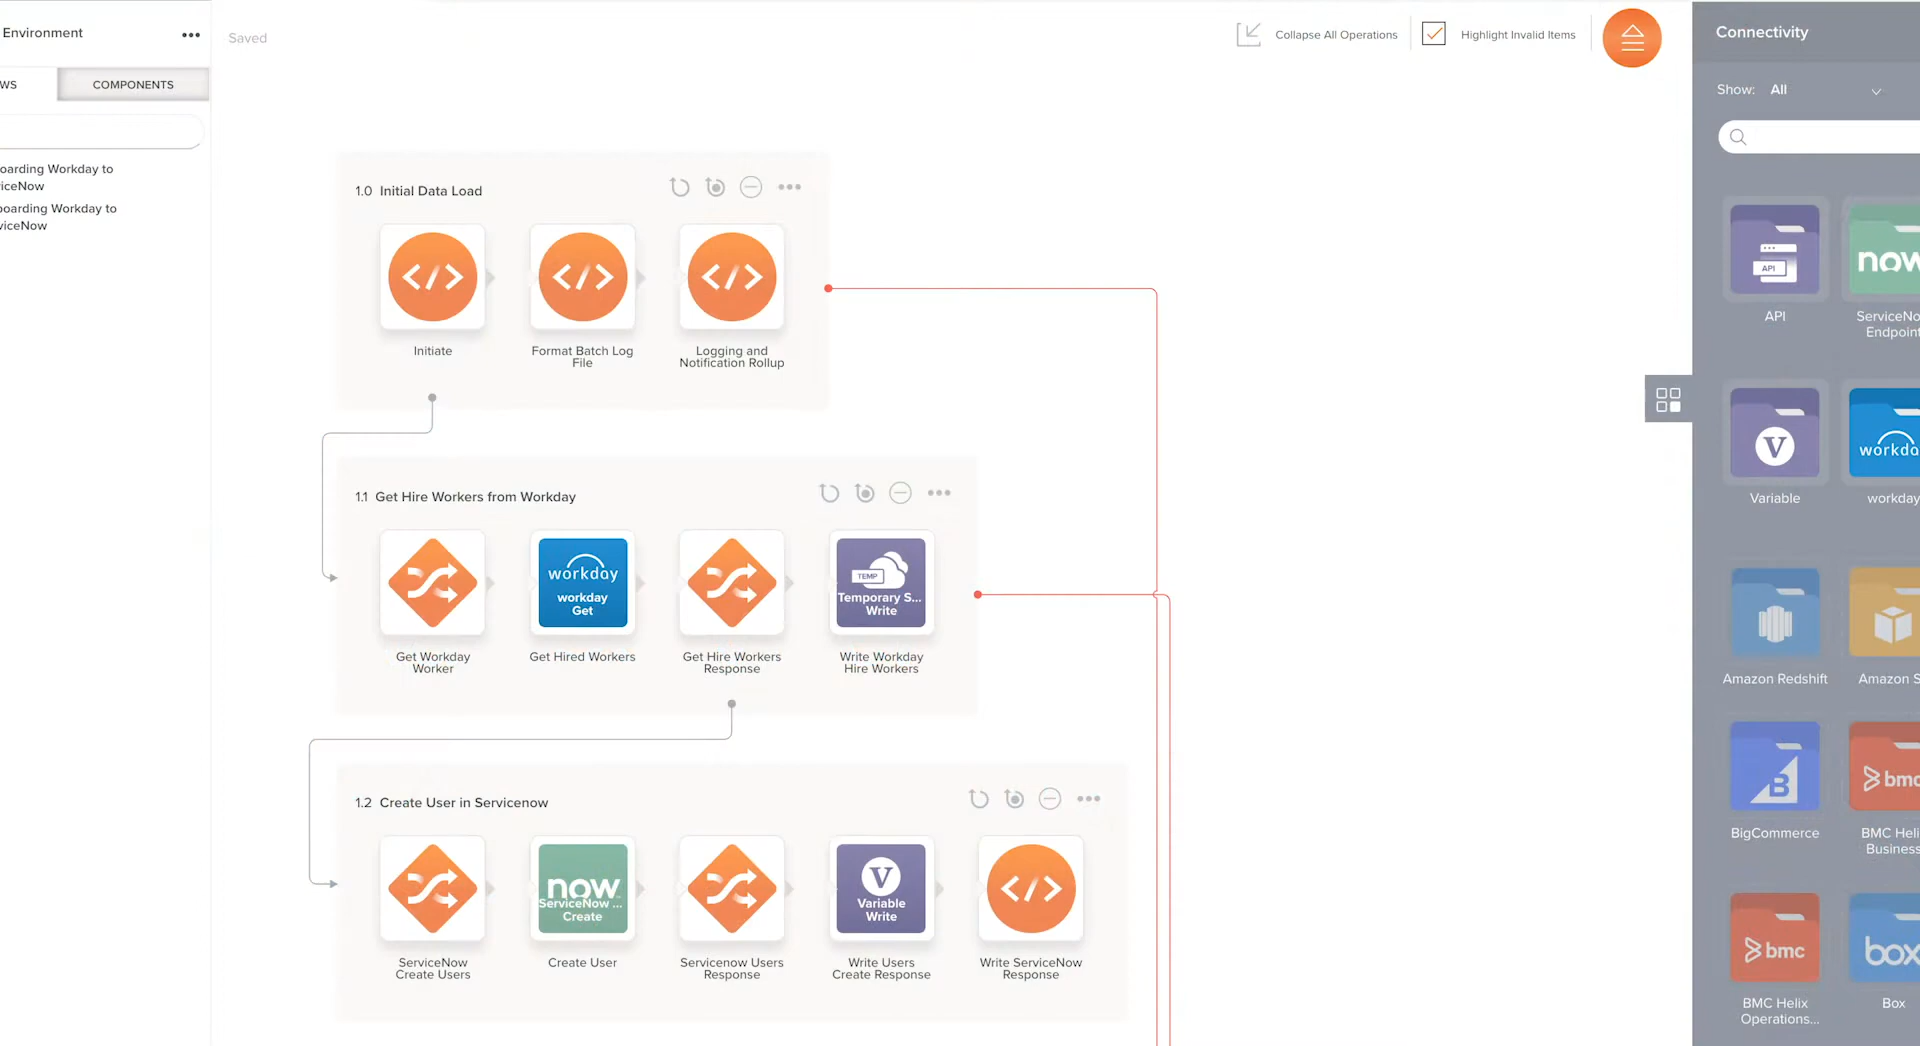 Environment
Saved
Collapse All Operations
Highlight Invalid Items
WS
COMPONENTS
oarding Workday to
iceNow
boarding Workday to
viceNow
1.0 Initial Data Load
Initiate
Format Batch Log
File
Logging and
Notification Rollup
1.1 Get Hire Workers from Workday
workday
workday
Get
TEMP
Temporary S...
Write
Get Workday
Worker
Get Hired Workers
Get Hire Workers
Response
Write Workday
Hire Workers
1.2 Create User in Servicenow
now
ServiceNow ...
Create
V
Variable
Write
ServiceNow
Create Users
Create User
Servicenow Users
Response
Write Users
Create Response
Write ServiceNow
Response
Connectivity
Show: All
API
now
API
ServiceNo
Endpoint
V
workda
Variable
workday
Amazon Redshift
Amazon S
B
bmc
BigCommerce
BMC Heli
Business
bmc
box
BMC Helix
Operations...
Box